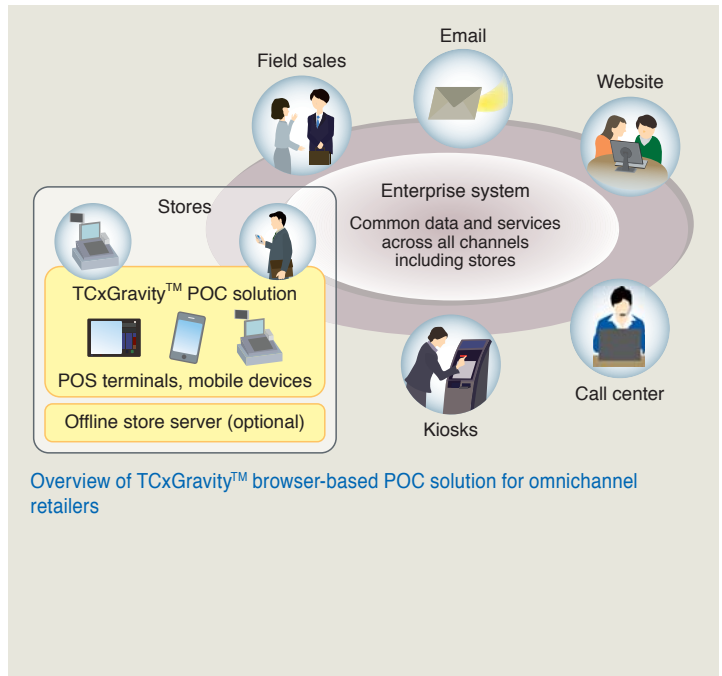 Email
Field sales
Website
Enterprise system
Common data and services
across all channels
including stores
Stores
TCxGravity™ POC solution
POS terminals, mobile devices
Offline store server (optional)
Call center
Kiosks
Overview of TCxGravity™ browser-based POC solution for omnichannel
retailers